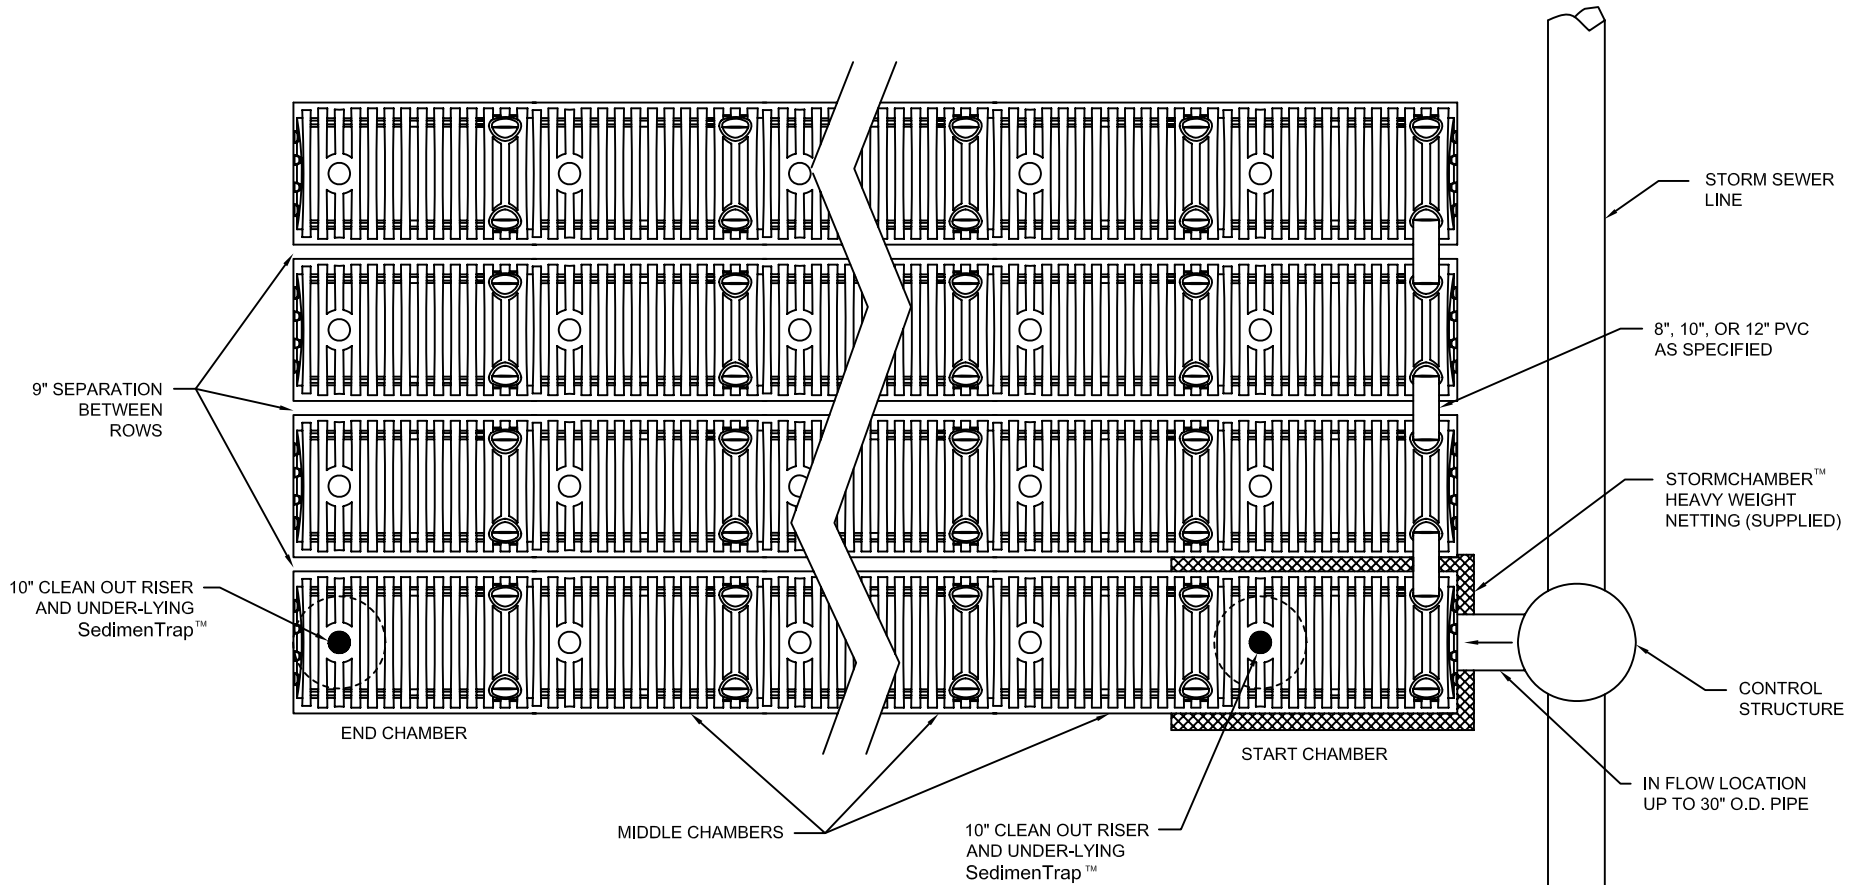 STORM SEWER
LINE
8", 10", OR 12" PVC
AS SPECIFIED
9" SEPARATION
BETWEEN
ROWS
STORMCHAMBER™
HEAVY WEIGHT
NETTING (SUPPLIED)
10" CLEAN OUT RISER
AND UNDER-LYING
SedimenTrap™
CONTROL
STRUCTURE
END CHAMBER
START CHAMBER
IN FLOW LOCATION
UP TO 30" O.D. PIPE
MIDDLE CHAMBERS
10" CLEAN OUT RISER
AND UNDER-LYING
SedimenTrap™